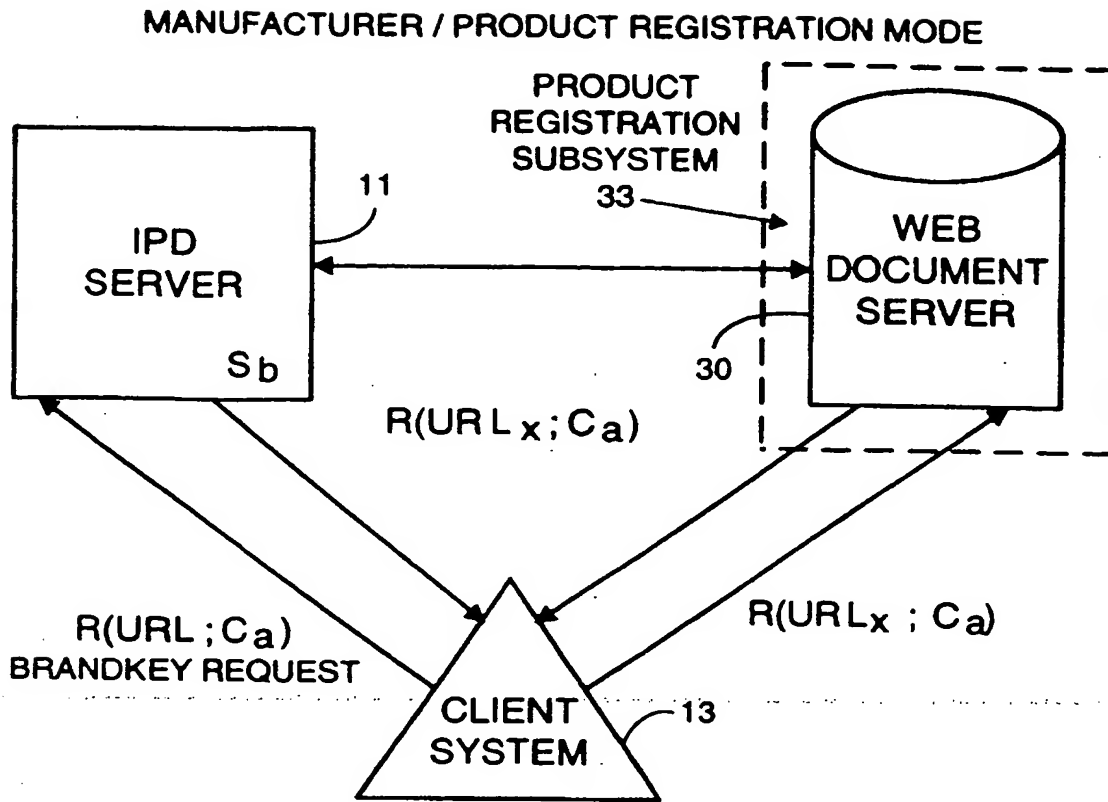 MANUFACTURER / PRODUCT REGISTRATION MODE
PRODUCT
REGISTRATION
SUBSYSTEM
33
11
IPD
SERVER
Sb
WEB
DOCUMENT
SERVER
30
R(URLx; Ca)
R(URL; Ca)
BRANDKEY REQUEST
R(URLx ; Ca)
CLIENT
SYSTEM
13